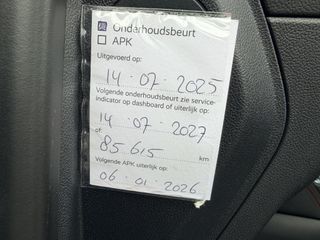 Onderhoudsbeurt
APK
Uitgevoerd op:
14 · 07 · 2025
Volgende onderhoudsbeurt zie service-
indicator op dashboard of uiterlijk op:
14 · 07 · 2027
of:
85 615 km
Volgende APK uiterlijk op:
06 · 01 · 2026